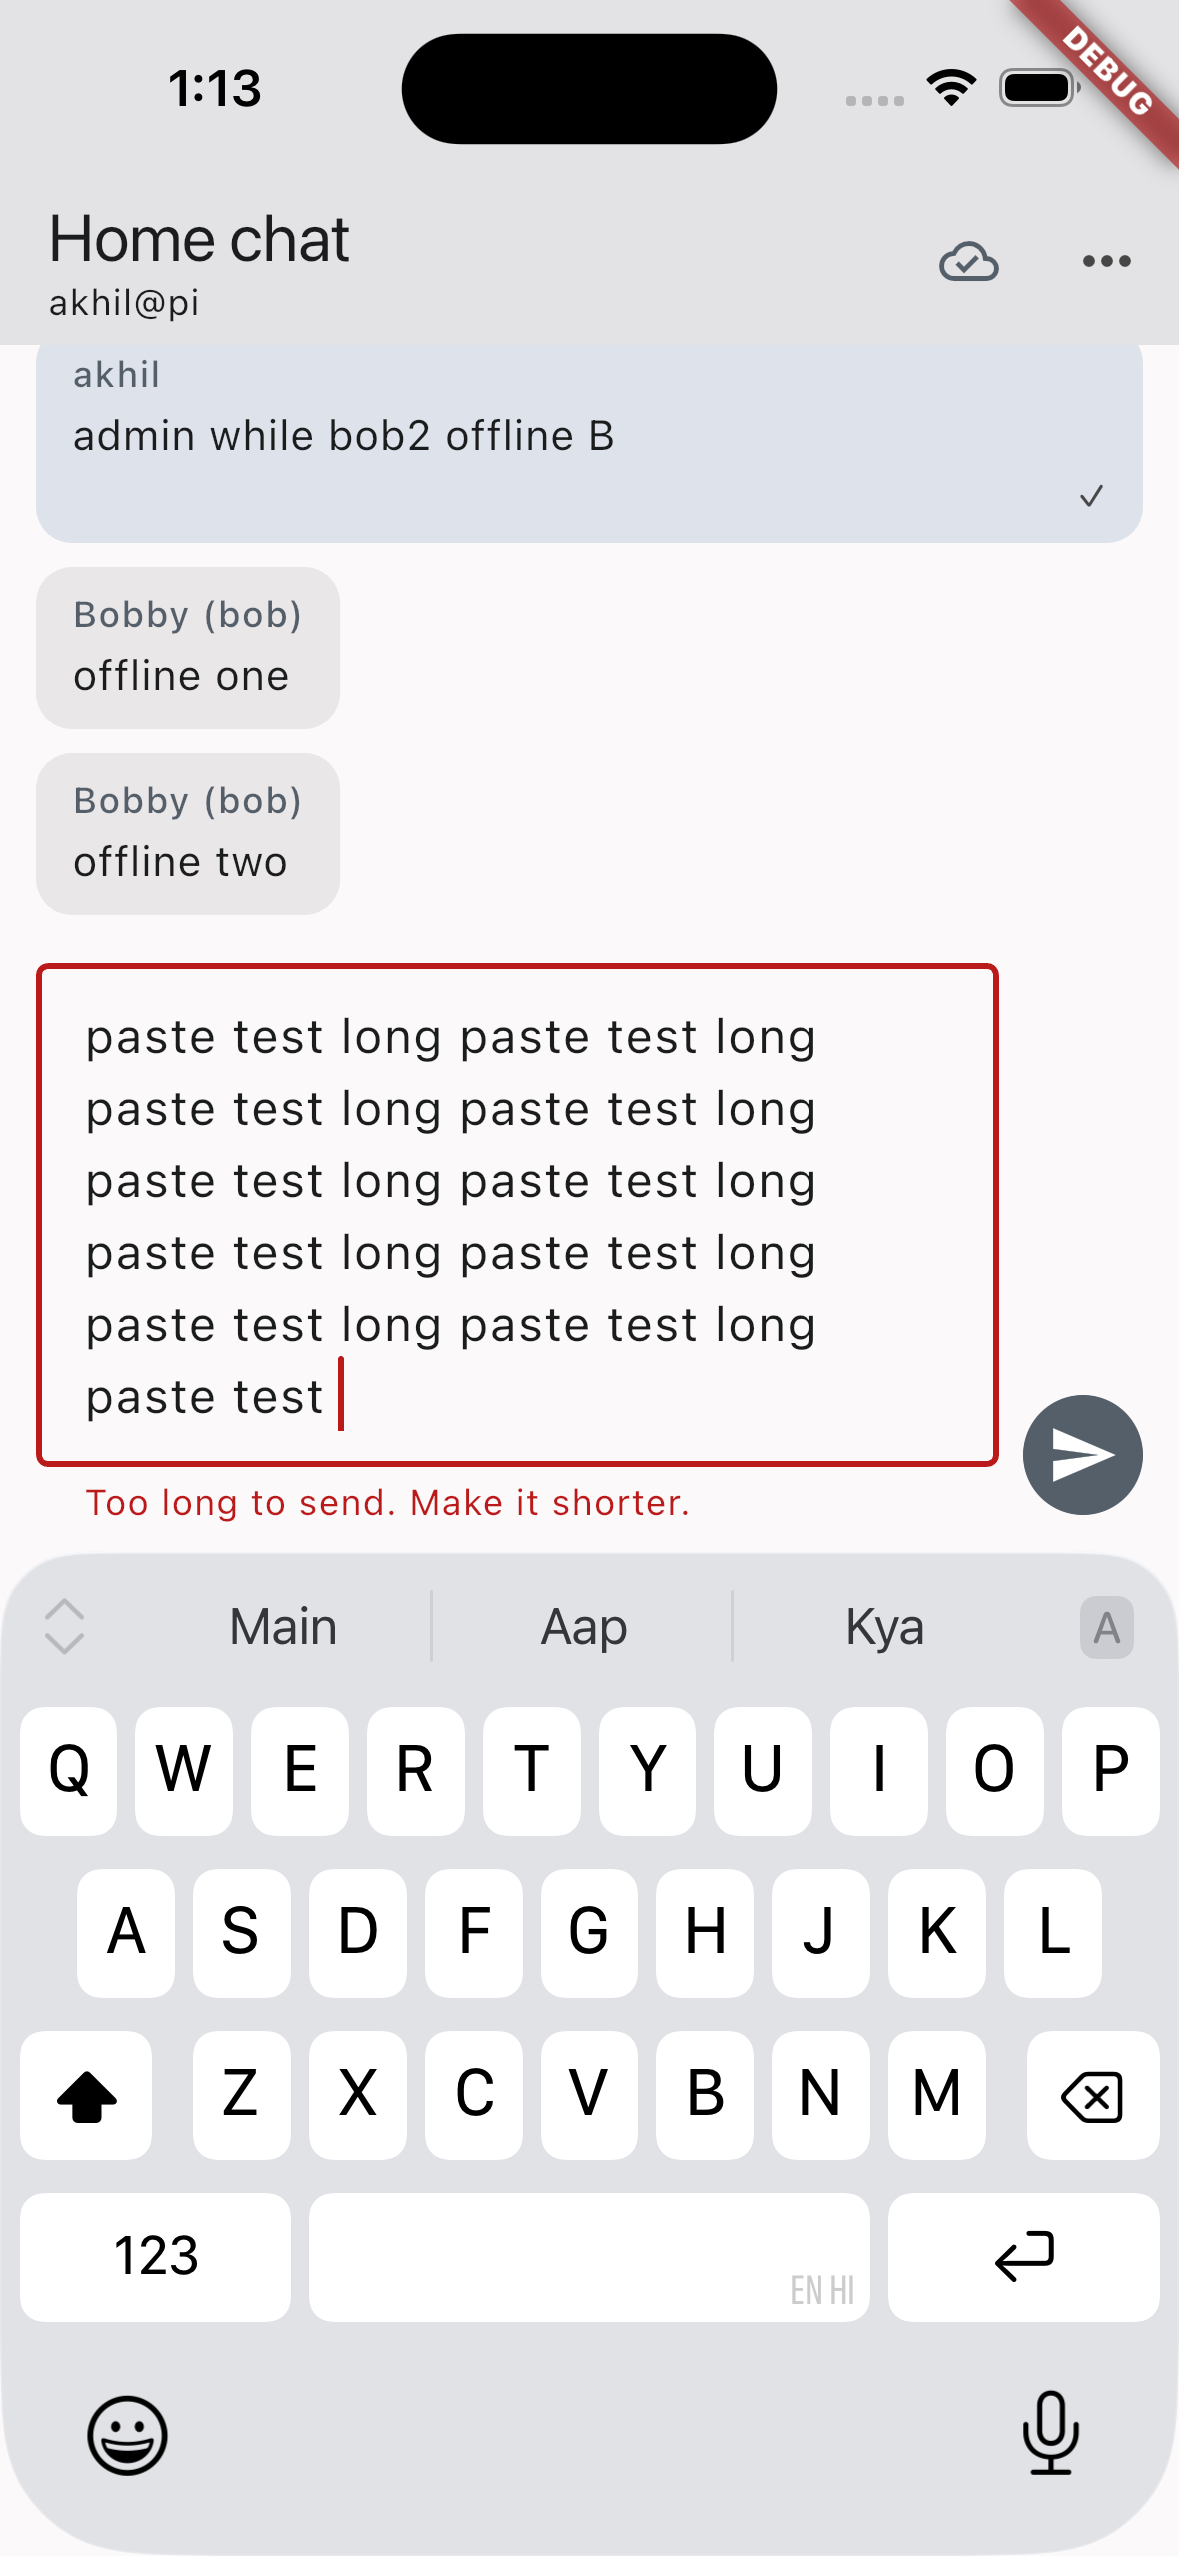 1:13
DEBUG
Home chat
akhil@pi
akhil
admin while bob2 offline B
Bobby (bob)
offline one
Bobby (bob)
offline two
paste test long paste test long
paste test long paste test long
paste test long paste test long
paste test long paste test long
paste test long paste test long
paste test
Too long to send. Make it shorter.
Main Aap Kya A
Q W E R T Y U I O P
A S D F G H J K L
Z X C V B N M
123 EN HI